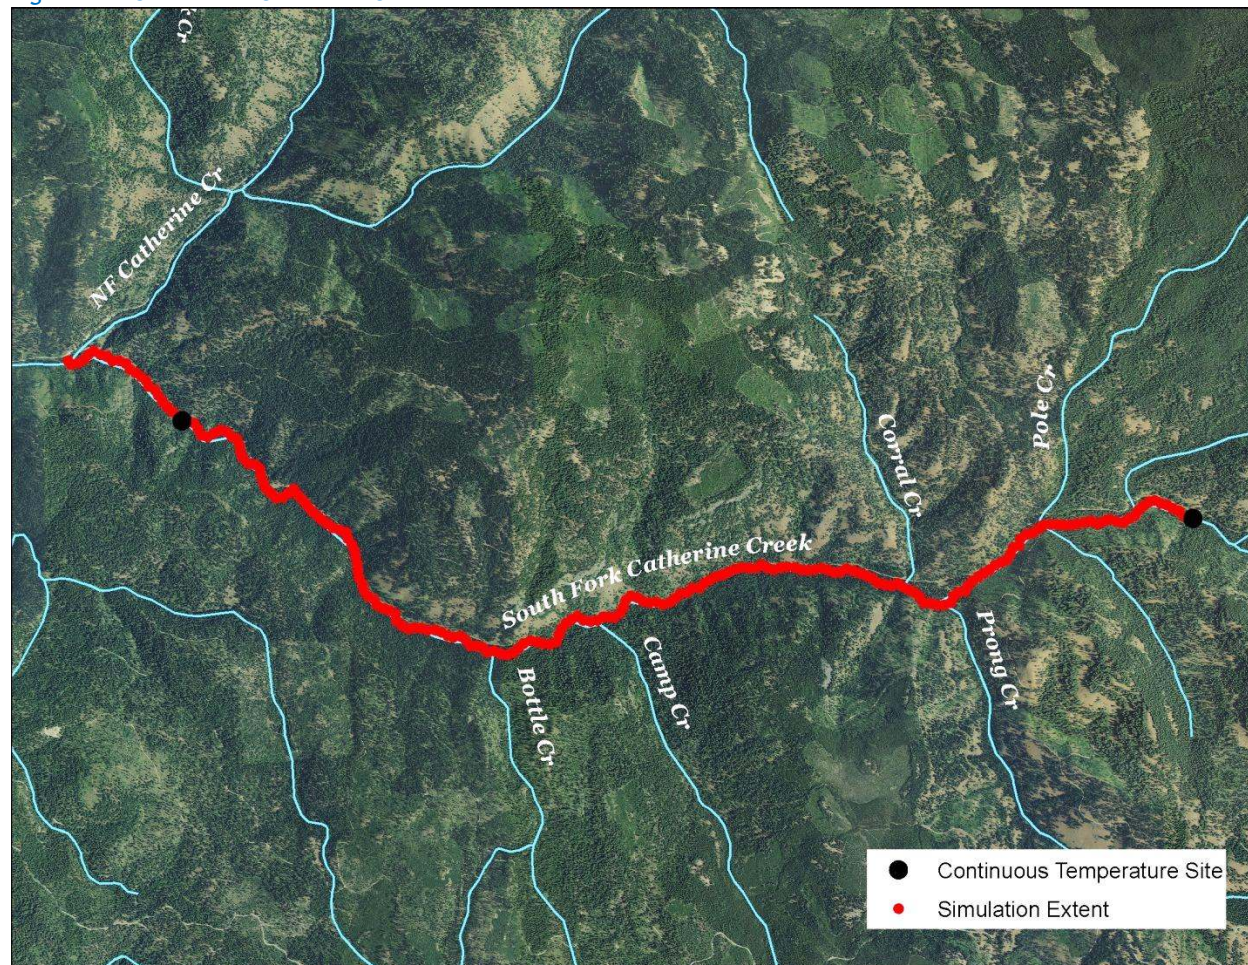 NF Catherine Cr
Pole Cr
Corral Cr
South Fork Catherine Creek
Prong Cr
Camp Cr
Bottle Cr
Continuous Temperature Site
Simulation Extent